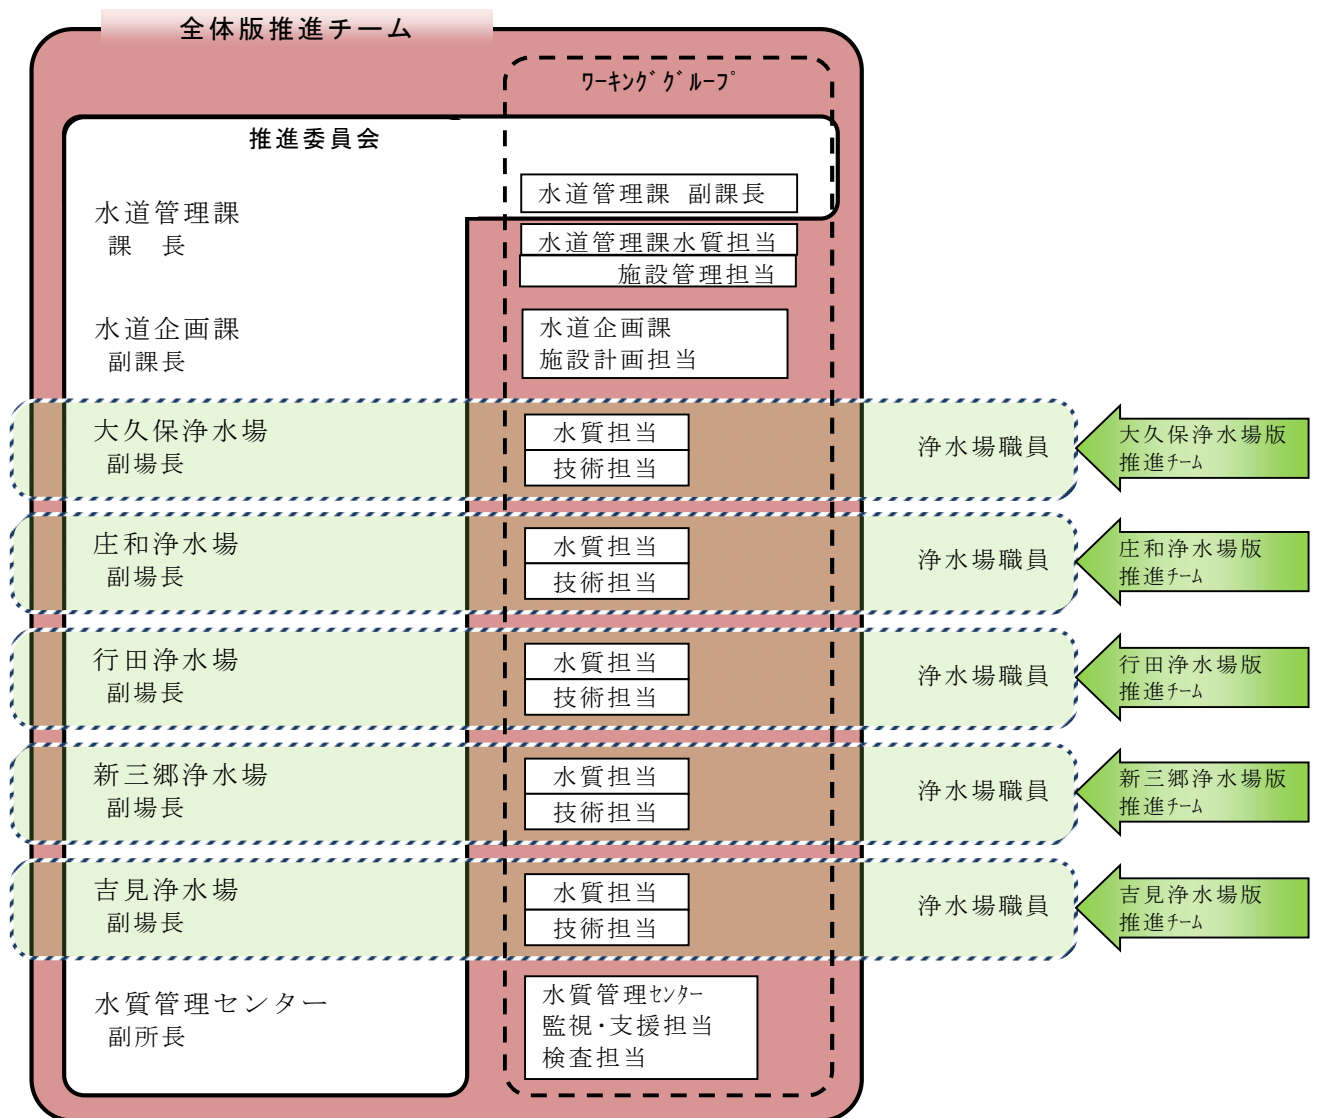 全体版推進チーム
ワーキンググループ
推進委員会
水道管理課
課 長
水道管理課 副課長
水道管理課水質担当
施設管理担当
水道企画課
副課長
水道企画課
施設計画担当
大久保浄水場
副場長
水質担当
技術担当
浄水場職員
大久保浄水場版
推進チーム
庄和浄水場
副場長
水質担当
技術担当
浄水場職員
庄和浄水場版
推進チーム
行田浄水場
副場長
水質担当
技術担当
浄水場職員
行田浄水場版
推進チーム
新三郷浄水場
副場長
水質担当
技術担当
浄水場職員
新三郷浄水場版
推進チーム
吉見浄水場
副場長
水質担当
技術担当
浄水場職員
吉見浄水場版
推進チーム
水質管理センター
副所長
水質管理センター
監視・支援担当
検査担当